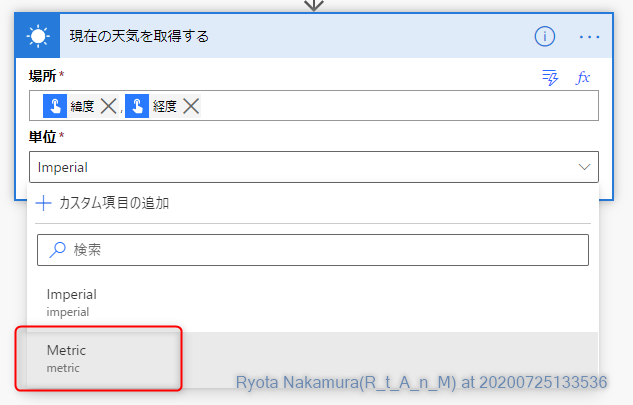 現在の天気を取得する
場所*
fx
緯度 , 経度
単位*
Imperial
カスタム項目の追加
検索
Imperial
imperial
Metric
metric
Ryota Nakamura(R_t_A_n_M) at 20200725133536